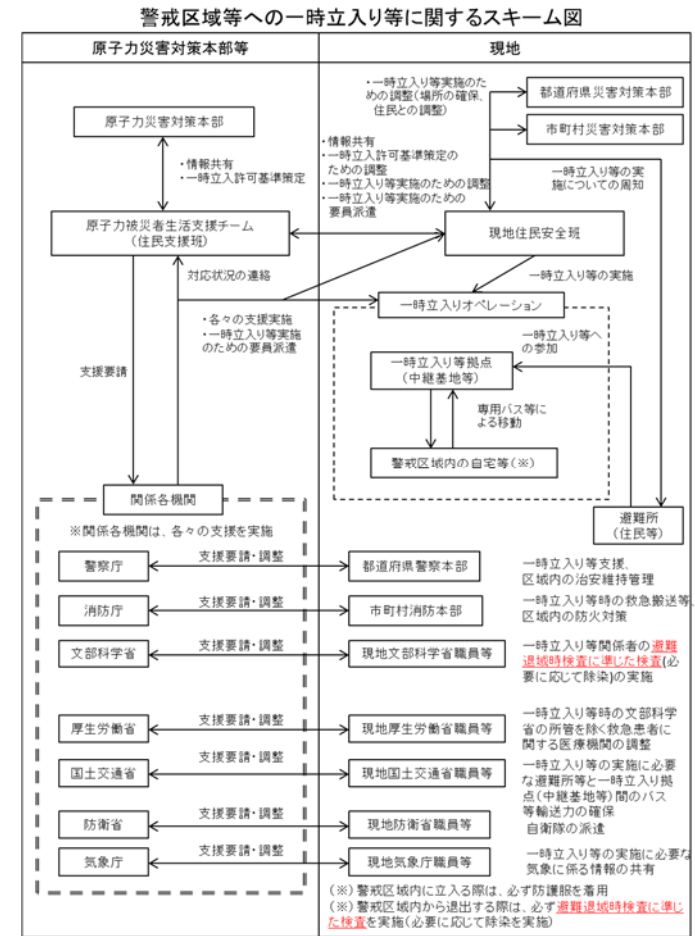 警戒区域等への一時立入り等に関するスキーム図
原子力災害対策本部等
現地
原子力災害対策本部
・情報共有
・一時立入許可基準策定
原子力被災者生活支援チーム
(住民支援班)
対応状況の連絡
・各々の支援実施
・一時立入り等実施
のための要員派遣
支援要請
・一時立入り等実施のため
の調整(場所の確保、
住民との調整)
都道府県災害対策本部
市町村災害対策本部
・情報共有
・一時立入許可基準策定の
ための調整
・一時立入り等実施のための調整
・一時立入り等実施のための
要員派遣
一時立入り等の実
施についての周知
現地住民安全班
一時立入り等の実施
一時立入りオペレーション
一時立入り等へ
の参加
一時立入り等拠点
(中継基地等)
専用バス等に
よる移動
警戒区域内の自宅等(※)
避難所
(住民等)
関係各機関
※関係各機関は、各々の支援を実施
警察庁
支援要請・調整
都道府県警察本部
一時立入り等支援、
区域内の治安維持管理
消防庁
支援要請・調整
市町村消防本部
一時立入り等時の救急搬送等、
区域内の防火対策
文部科学省
支援要請・調整
現地文部科学省職員等
一時立入り等関係者の避難
退域時検査に準じた検査(必
要に応じて除染)の実施
厚生労働省
支援要請・調整
現地厚生労働省職員等
一時立入り等時の文部科学
省の所管を除く救急患者に
関する医療機関の調整
国土交通省
支援要請・調整
現地国土交通省職員等
一時立入り等の実施に必要
な避難所等と一時立入り拠
点(中継基地等)間のバス
等輸送力の確保
防衛省
支援要請・調整
現地防衛省職員等
自衛隊の派遣
気象庁
支援要請・調整
現地気象庁職員等
一時立入り等の実施に必要な
気象に係る情報の共有
(※)警戒区域内に立入る際は、必ず防護服を着用
(※)警戒区域内から退出する際は、必ず避難退域時検査に準じ
た検査を実施(必要に応じて除染を実施)